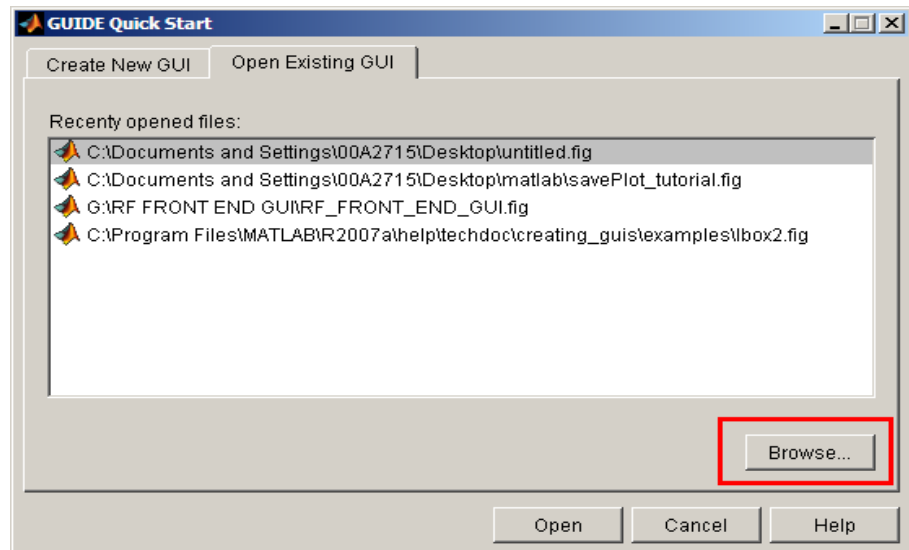 GUIDE Quick Start
Create New GUI
Open Existing GUI
Recenty opened files:
C:\Documents and Settings\00A2715\Desktop\untitled.fig
C:\Documents and Settings\00A2715\Desktop\matlab\savePlot_tutorial.fig
G:\RF FRONT END GUI\RF_FRONT_END_GUI.fig
C:\Program Files\MATLAB\R2007a\help\techdoc\creating_guis\examples\lbox2.fig
Browse...
Open
Cancel
Help